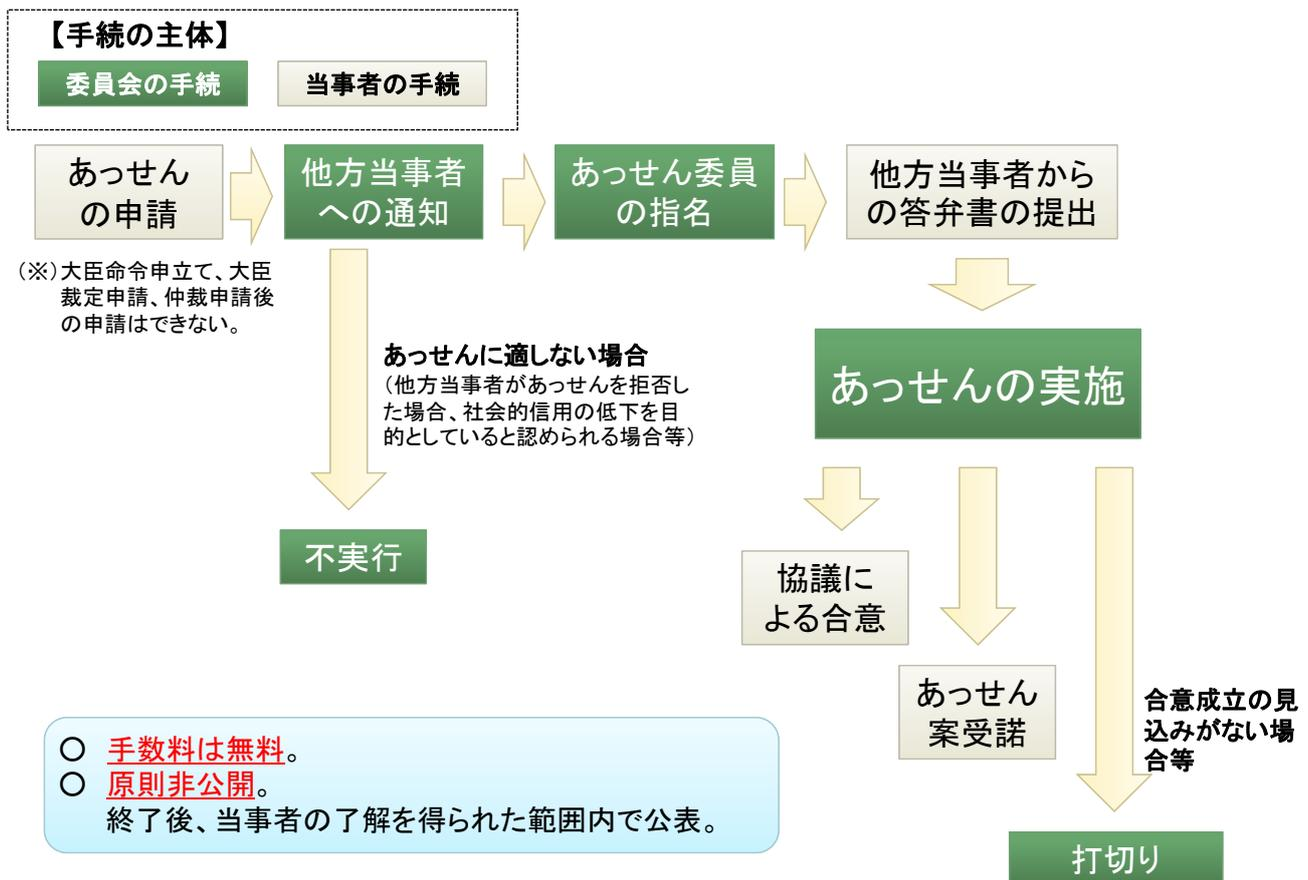 【手続の主体】
委員会の手続
当事者の手続
あっせん
の申請
他方当事者
への通知
あっせん委員
の指名
他方当事者から
の答弁書の提出
（※）大臣命令申立て、大臣
裁定申請、仲裁申請後
の申請はできない。
あっせんに適しない場合
（他方当事者があっせんを拒否し
た場合、社会的信用の低下を目
的としていると認められる場合等）
あっせんの実施
不実行
協議に
よる合意
あっせん
案受諾
合意成立の見
込みがない場
合等
○ 手数料は無料。
○ 原則非公開。
終了後、当事者の了解を得られた範囲内で公表。
打切り